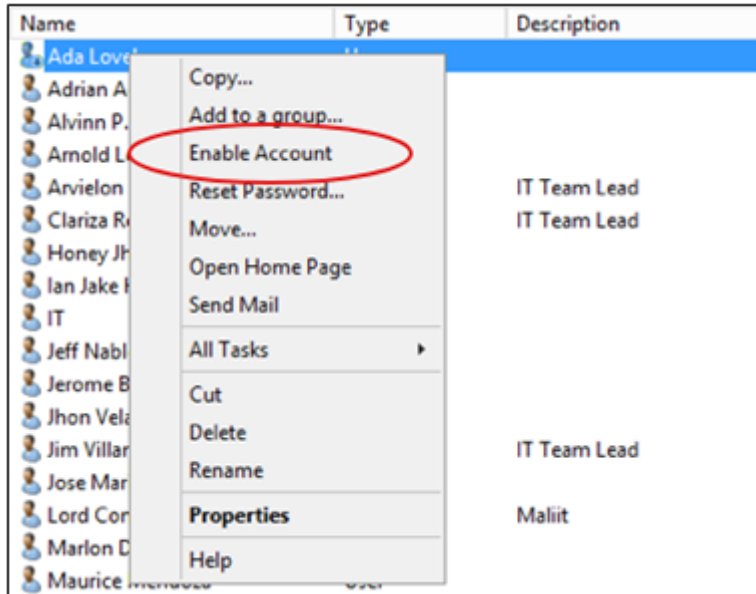 Name Type Description
Ada Lovel
Adrian A
Alvinn P.
Arnold L
Arvielon
Clariza R
Honey Jh
Ian Jake
IT
Jeff Nabl
Jerome B
Jhon Vela
Jim Villar
Jose Mar
Lord Cor
Marlon D
Maurice Mendoza User
Copy...
Add to a group...
Enable Account
Reset Password...
Move...
Open Home Page
Send Mail
All Tasks
Cut
Delete
Rename
Properties
Help
IT Team Lead
IT Team Lead
IT Team Lead
Maliit